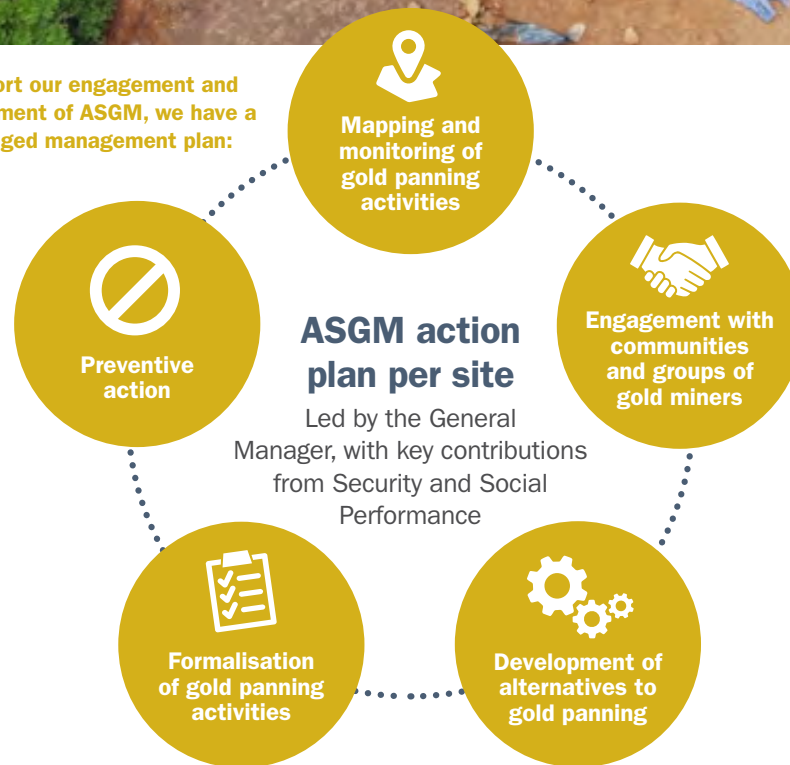 ort our engagement and
ment of ASGM, we have a
ged management plan:
Mapping and
monitoring of
gold panning
activities
Engagement with
communities
and groups of
gold miners
Development of
alternatives to
gold panning
Formalisation
of gold panning
activities
Preventive
action
ASGM action
plan per site
Led by the General
Manager, with key contributions
from Security and Social
Performance